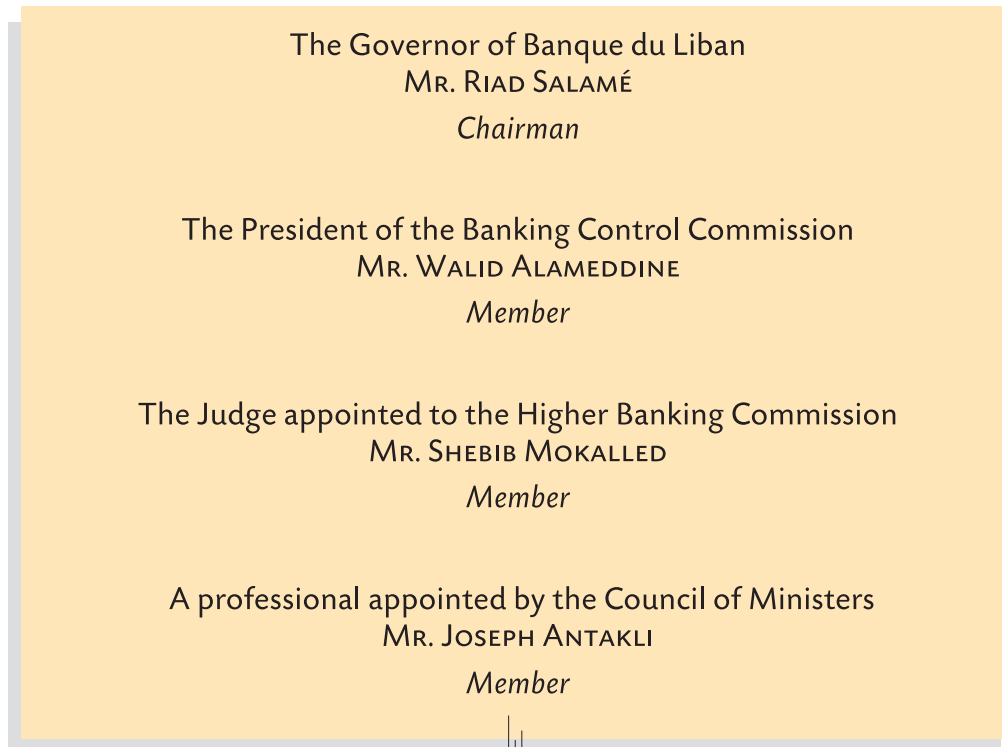 The Governor of Banque du Liban
Mr. Riad Salamé
Chairman
The President of the Banking Control Commission
Mr. Walid Alameddine
Member
The Judge appointed to the Higher Banking Commission
Mr. Shebib Mokalled
Member
A professional appointed by the Council of Ministers
Mr. Joseph Antakli
Member